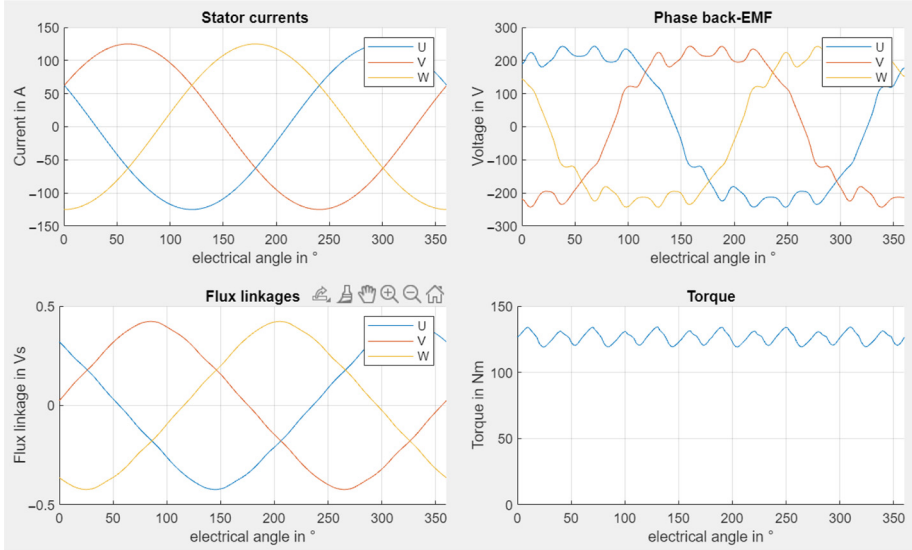 Stator currents
Current in A
150
100
50
0
−50
−100
−150
0 50 100 150 200 250 300 350
electrical angle in °
U
V
W
Phase back-EMF
Voltage in V
300
200
100
0
−100
−200
−300
0 50 100 150 200 250 300 350
electrical angle in °
U
V
W
Flux linkages
Flux linkage in Vs
0.5
0
−0.5
0 50 100 150 200 250 300 350
electrical angle in °
U
V
W
Torque
Torque in Nm
150
100
50
0
0 50 100 150 200 250 300 350
electrical angle in °